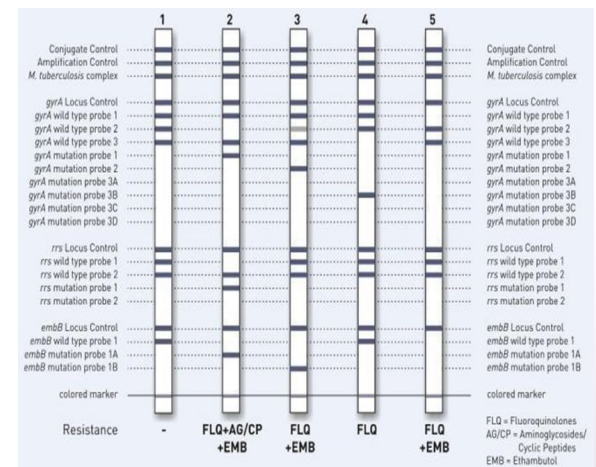 1 2 3 4 5
Conjugate Control Conjugate Control
Amplification Control Amplification Control
M. tuberculosis complex M. tuberculosis complex
gyrA Locus Control gyrA Locus Control
gyrA wild type probe 1 gyrA wild type probe 1
gyrA wild type probe 2 gyrA wild type probe 2
gyrA wild type probe 3 gyrA wild type probe 3
gyrA mutation probe 1 gyrA mutation probe 1
gyrA mutation probe 2 gyrA mutation probe 2
gyrA mutation probe 3A gyrA mutation probe 3A
gyrA mutation probe 3B gyrA mutation probe 3B
gyrA mutation probe 3C gyrA mutation probe 3C
gyrA mutation probe 3D gyrA mutation probe 3D
rrs Locus Control rrs Locus Control
rrs wild type probe 1 rrs wild type probe 1
rrs wild type probe 2 rrs wild type probe 2
rrs mutation probe 1 rrs mutation probe 1
rrs mutation probe 2 rrs mutation probe 2
embB Locus Control embB Locus Control
embB wild type probe 1 embB wild type probe 1
embB mutation probe 1A embB mutation probe 1A
embB mutation probe 1B embB mutation probe 1B
colored marker colored marker
Resistance - FLQ+AG/CP FLQ FLQ FLQ
+EMB +EMB +EMB
FLQ = Fluoroquinolones
AG/CP = Aminoglycosides/
Cyclic Peptides
EMB = Ethambutol